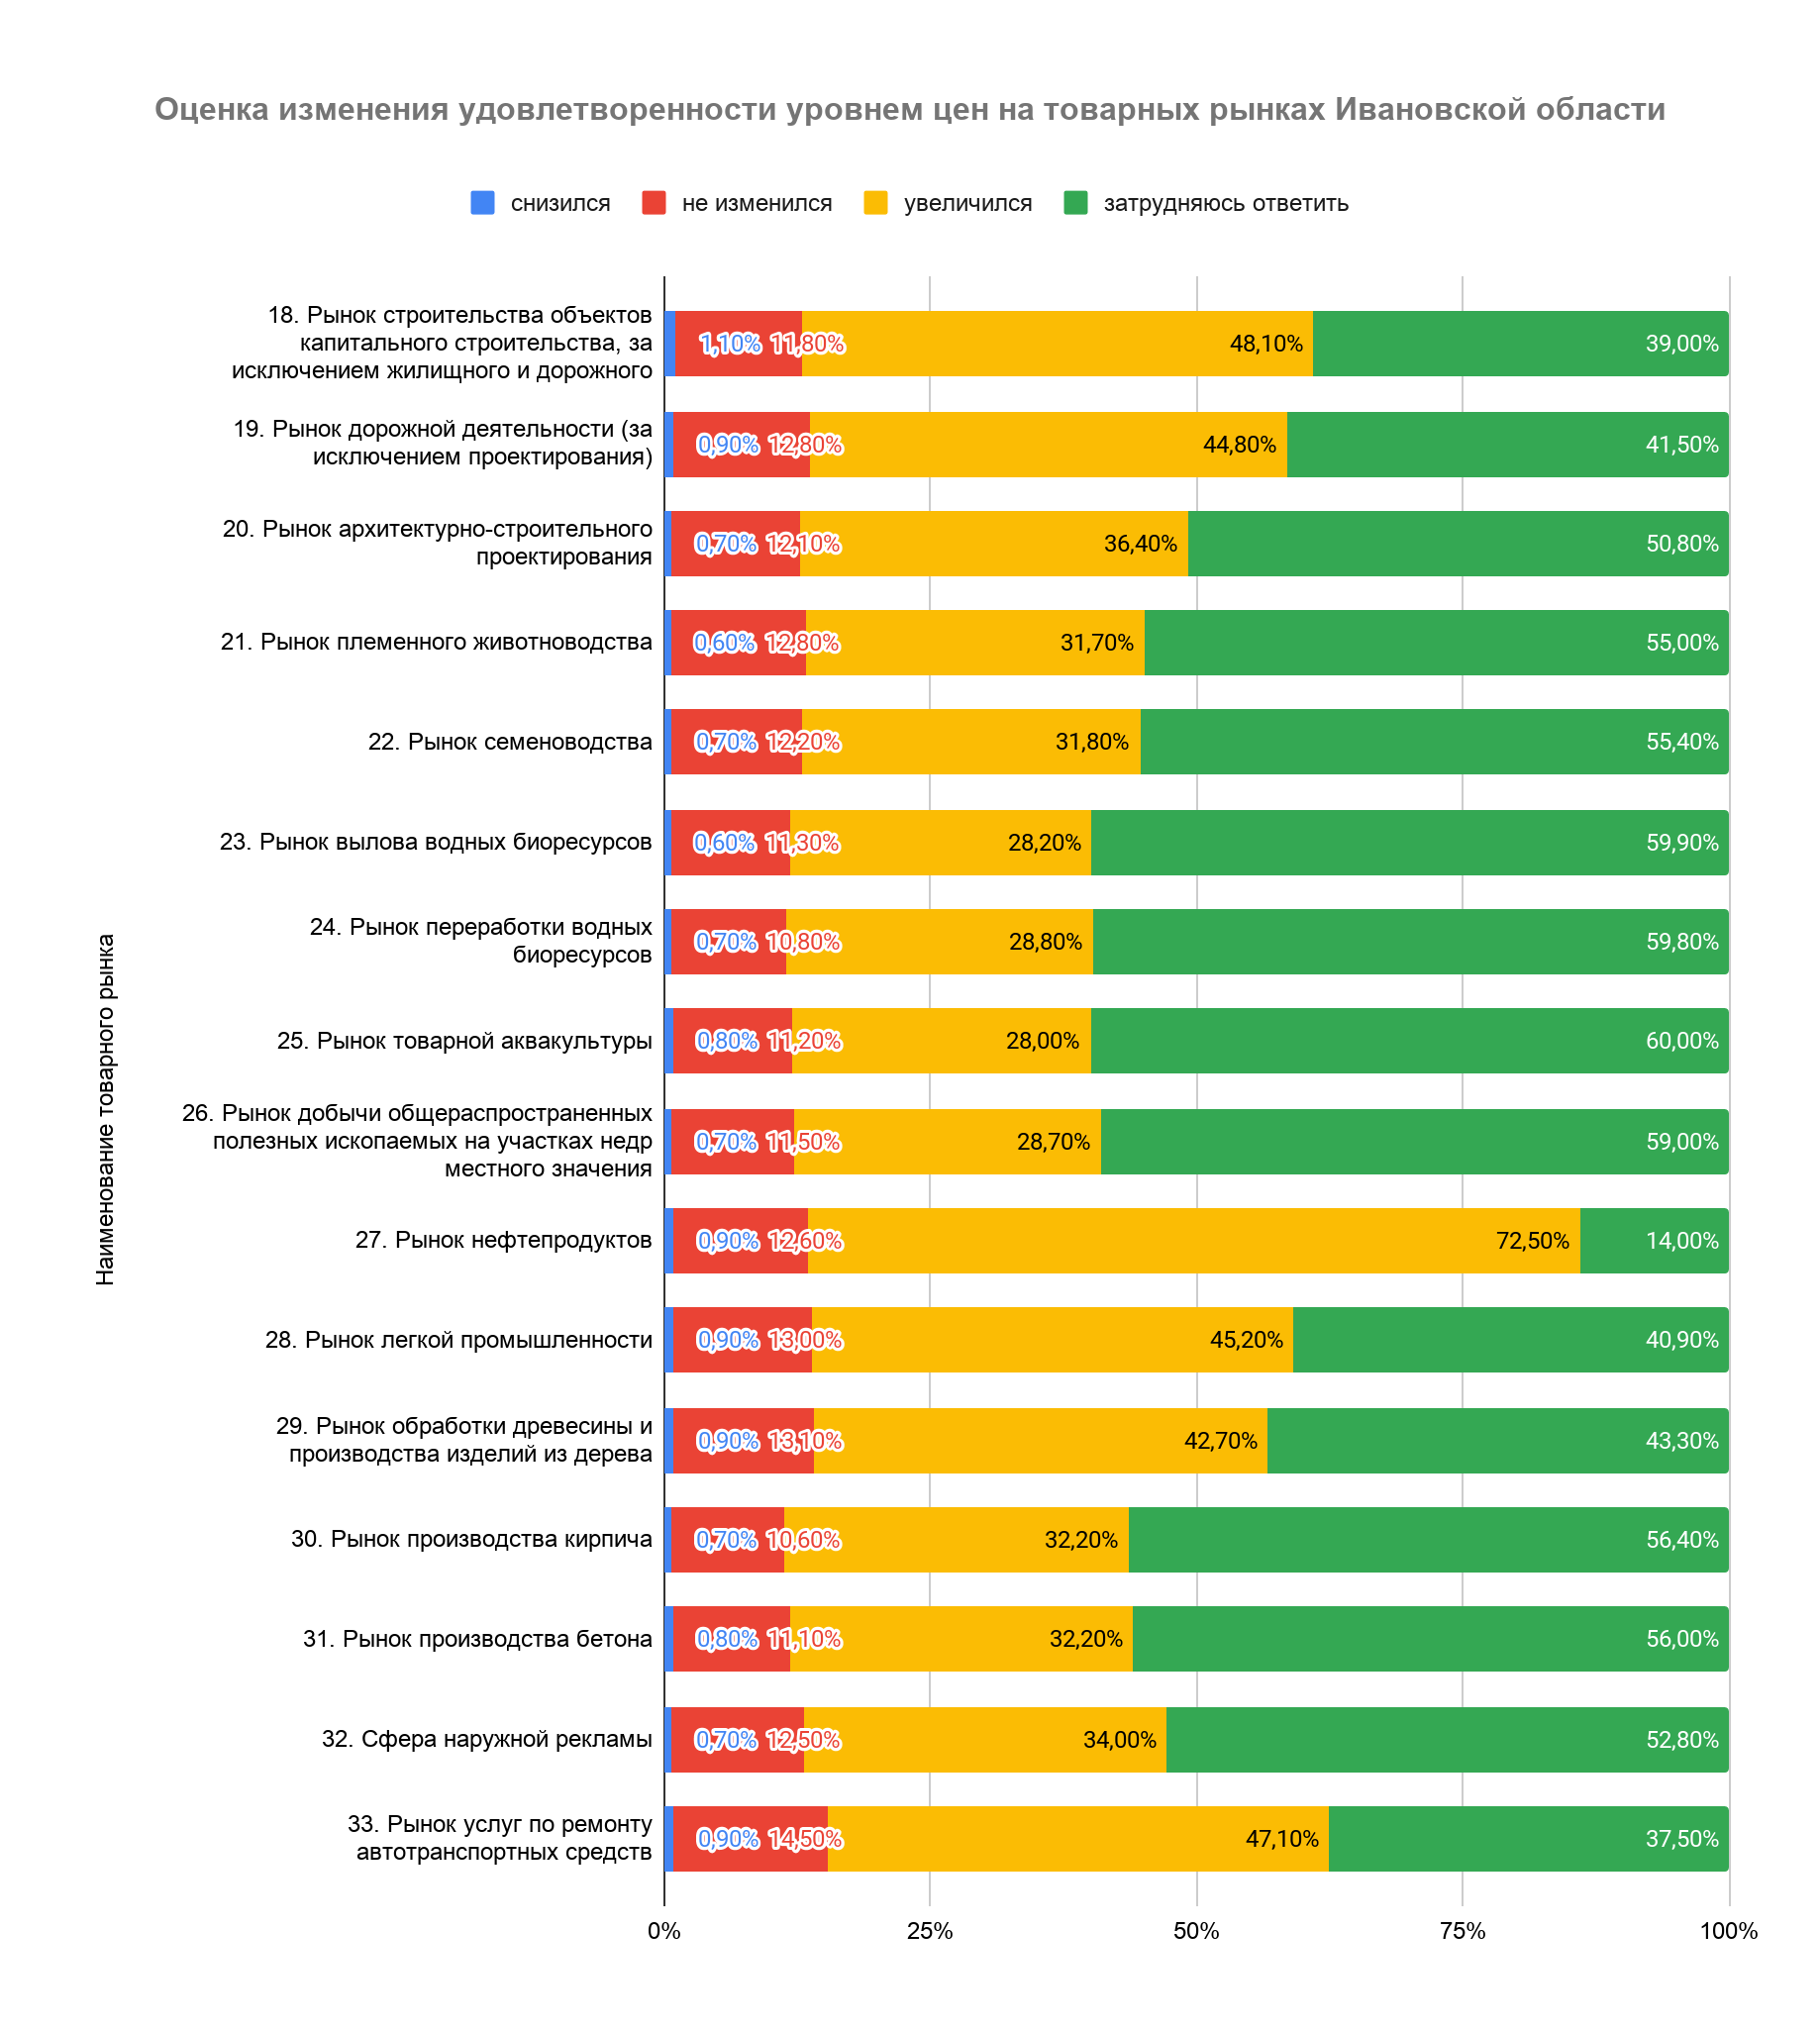 Оценка изменения удовлетворенности уровнем цен на товарных рынках Ивановской области
снизился не изменился увеличился затрудняюсь ответить
Наименование товарного рынка
18. Рынок строительства объектов
капитального строительства, за
исключением жилищного и дорожного
1,10% 11,80% 48,10% 39,00%
19. Рынок дорожной деятельности (за
исключением проектирования)
0,90% 12,80% 44,80% 41,50%
20. Рынок архитектурно-строительного
проектирования
0,70% 12,10% 36,40% 50,80%
21. Рынок племенного животноводства
0,60% 12,80% 31,70% 55,00%
22. Рынок семеноводства
0,70% 12,20% 31,80% 55,40%
23. Рынок вылова водных биоресурсов
0,60% 11,30% 28,20% 59,90%
24. Рынок переработки водных
биоресурсов
0,70% 10,80% 28,80% 59,80%
25. Рынок товарной аквакультуры
0,80% 11,20% 28,00% 60,00%
26. Рынок добычи общераспространенных
полезных ископаемых на участках недр
местного значения
0,70% 11,50% 28,70% 59,00%
27. Рынок нефтепродуктов
0,90% 12,60% 72,50% 14,00%
28. Рынок легкой промышленности
0,90% 13,00% 45,20% 40,90%
29. Рынок обработки древесины и
производства изделий из дерева
0,90% 13,10% 42,70% 43,30%
30. Рынок производства кирпича
0,70% 10,60% 32,20% 56,40%
31. Рынок производства бетона
0,80% 11,10% 32,20% 56,00%
32. Сфера наружной рекламы
0,70% 12,50% 34,00% 52,80%
33. Рынок услуг по ремонту
автотранспортных средств
0,90% 14,50% 47,10% 37,50%
0% 25% 50% 75% 100%